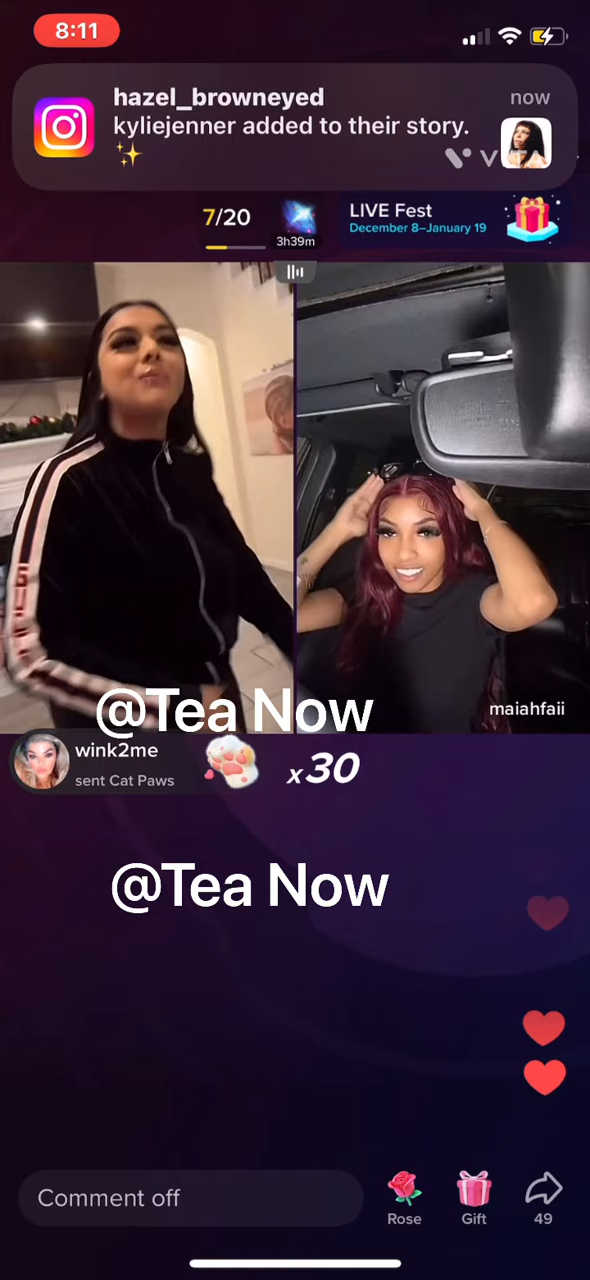 8:11
hazel_browneyed
now
kyliejenner added to their story.
✨
7/20
3h39m
LIVE Fest
December 8–January 19
maiahfaii
@Tea Now
wink2me
sent Cat Paws
x30
@Tea Now
Comment off
Rose
Gift
49